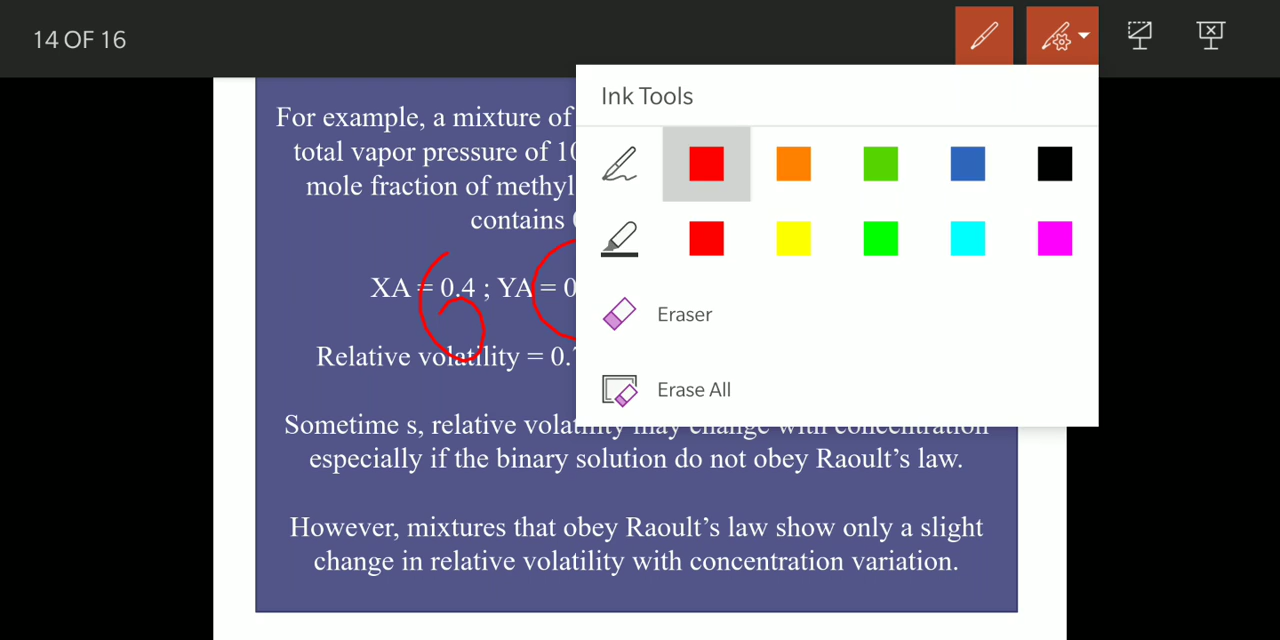 14 OF 16
Ink Tools
Eraser
Erase All
For example, a mixture of
total vapor pressure of 10
mole fraction of methyl
contains
XA = 0.4 ; YA = 0
Relative volatility = 0.7
Sometime s, relative volatility may change with concentration
especially if the binary solution do not obey Raoult’s law.
However, mixtures that obey Raoult’s law show only a slight
change in relative volatility with concentration variation.